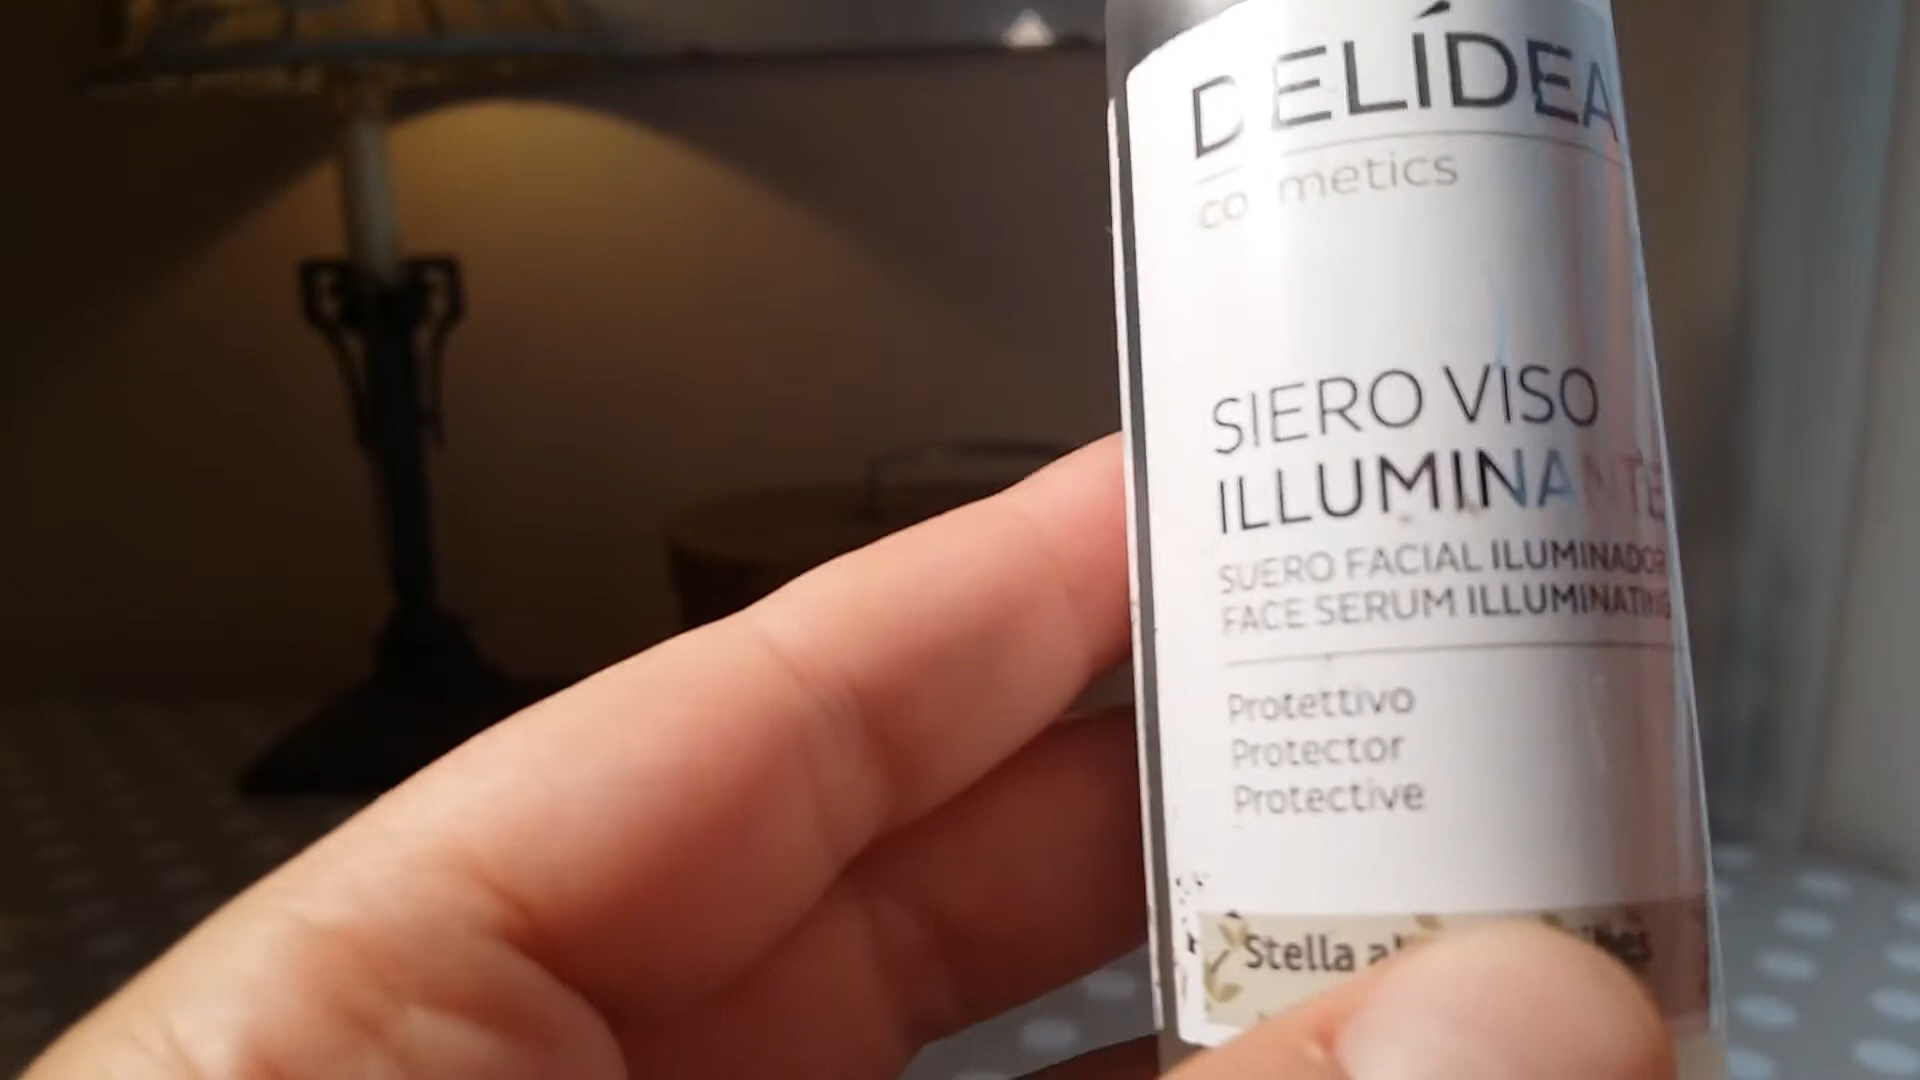 DELÍDEA
cosmetics
SIERO VISO
ILLUMINANTE
SUERO FACIAL ILUMINADOR
FACE SERUM ILLUMINATING
Protettivo
Protector
Protective
Stella